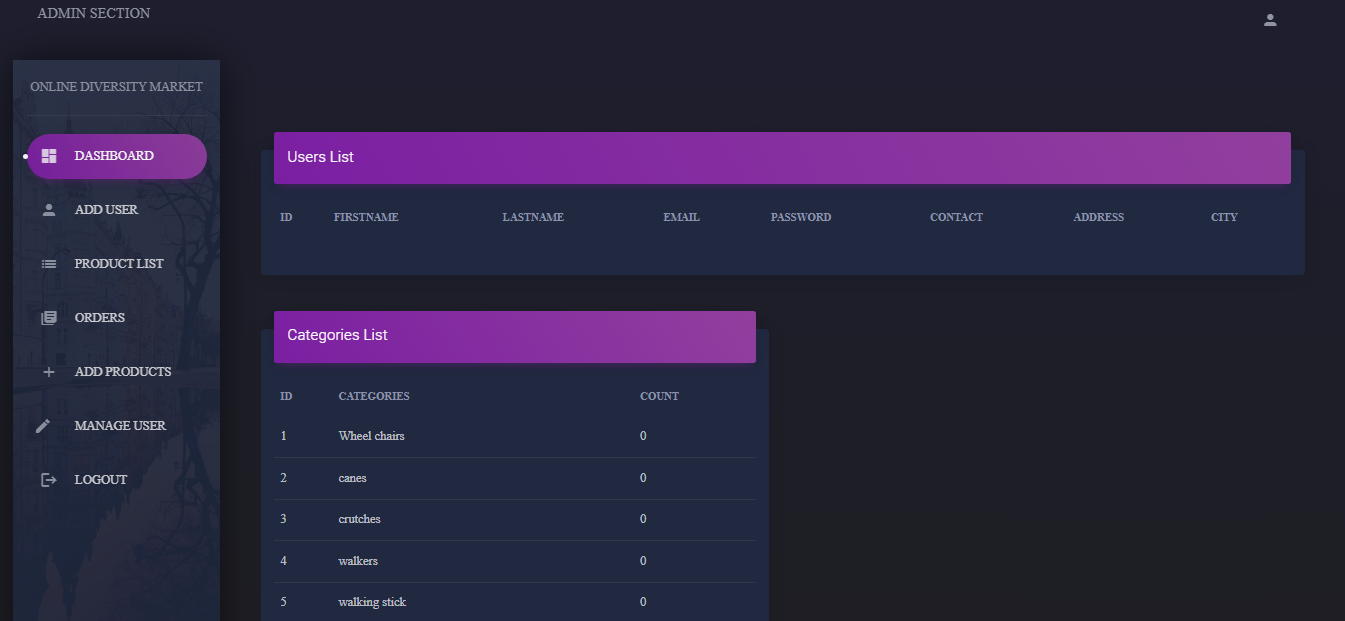 ADMIN SECTION
ONLINE DIVERSITY MARKET
DASHBOARD
ADD USER
PRODUCT LIST
ORDERS
ADD PRODUCTS
MANAGE USER
LOGOUT
Users List
ID FIRSTNAME LASTNAME EMAIL PASSWORD CONTACT ADDRESS CITY
Categories List
ID CATEGORIES COUNT
1 Wheel chairs 0
2 canes 0
3 crutches 0
4 walkers 0
5 walking stick 0